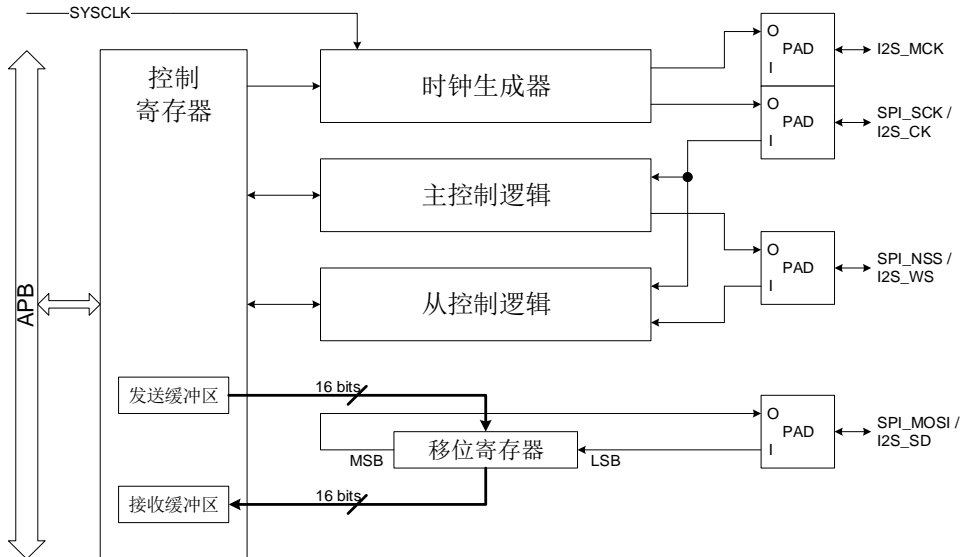 SYSCLK
APB
控制
寄存器
时钟生成器
主控制逻辑
从控制逻辑
发送缓冲区
接收缓冲区
16 bits
16 bits
移位寄存器
MSB
LSB
O
PAD
I
I2S_MCK
O
PAD
I
SPI_SCK /
I2S_CK
O
PAD
I
SPI_NSS /
I2S_WS
O
PAD
I
SPI_MOSI /
I2S_SD